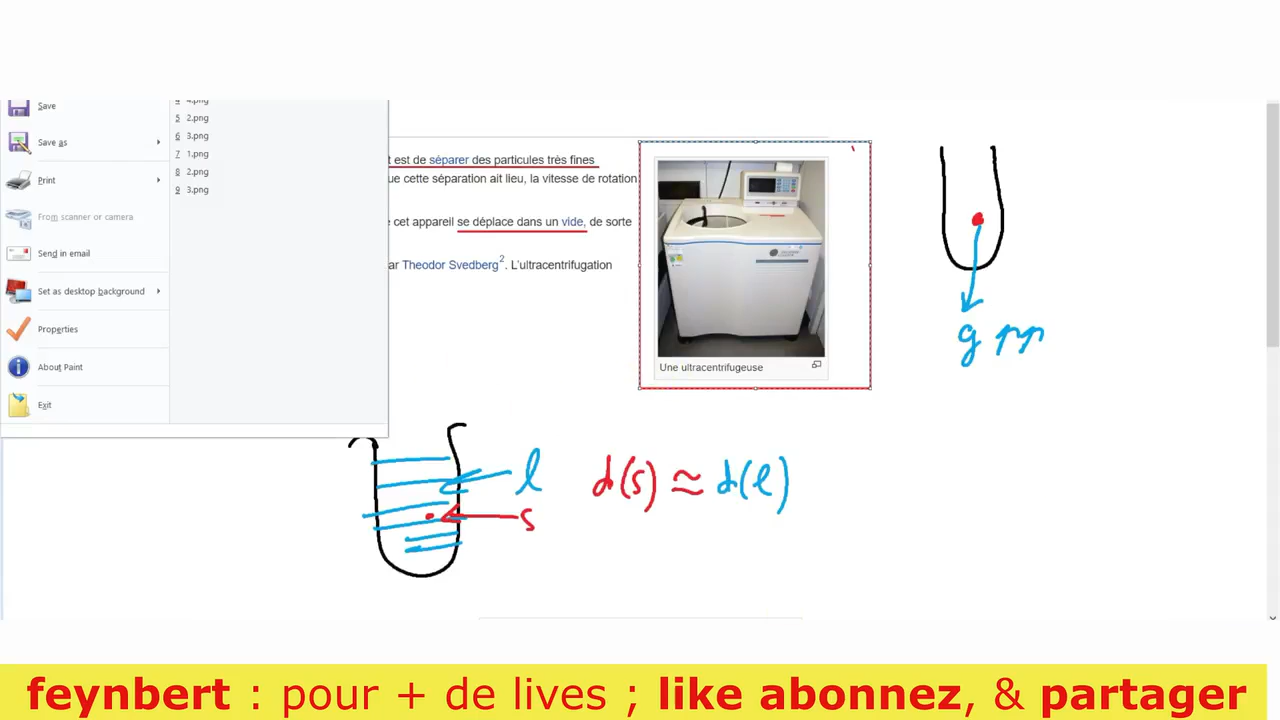 Save
Save as
Print
From scanner or camera
Send in email
Set as desktop background
Properties
About Paint
Exit
4 4.png
5 2.png
6 3.png
7 1.png
8 2.png
9 3.png
t est de séparer des particules très fines
ue cette séparation ait lieu, la vitesse de rotation
e cet appareil se déplace dans un vide, de sorte
ar Theodor Svedberg2. L'ultracentrifugation
Une ultracentrifugeuse
g
l
s
d(s) ≈ d(l)
feynbert : pour + de lives ; like abonnez, & partager